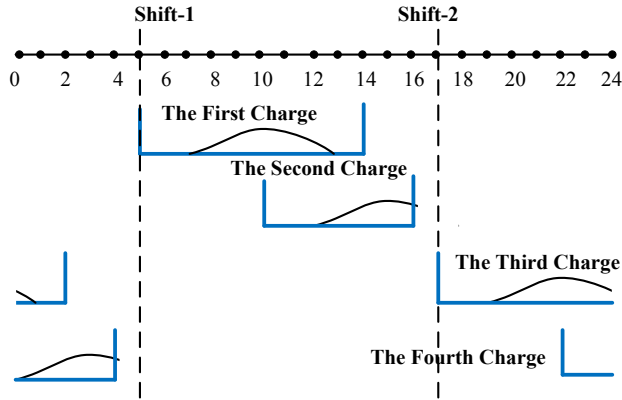 Shift-1 Shift-2
0 2 4 6 8 10 12 14 16 18 20 22 24
The First Charge
The Second Charge
The Third Charge
The Fourth Charge